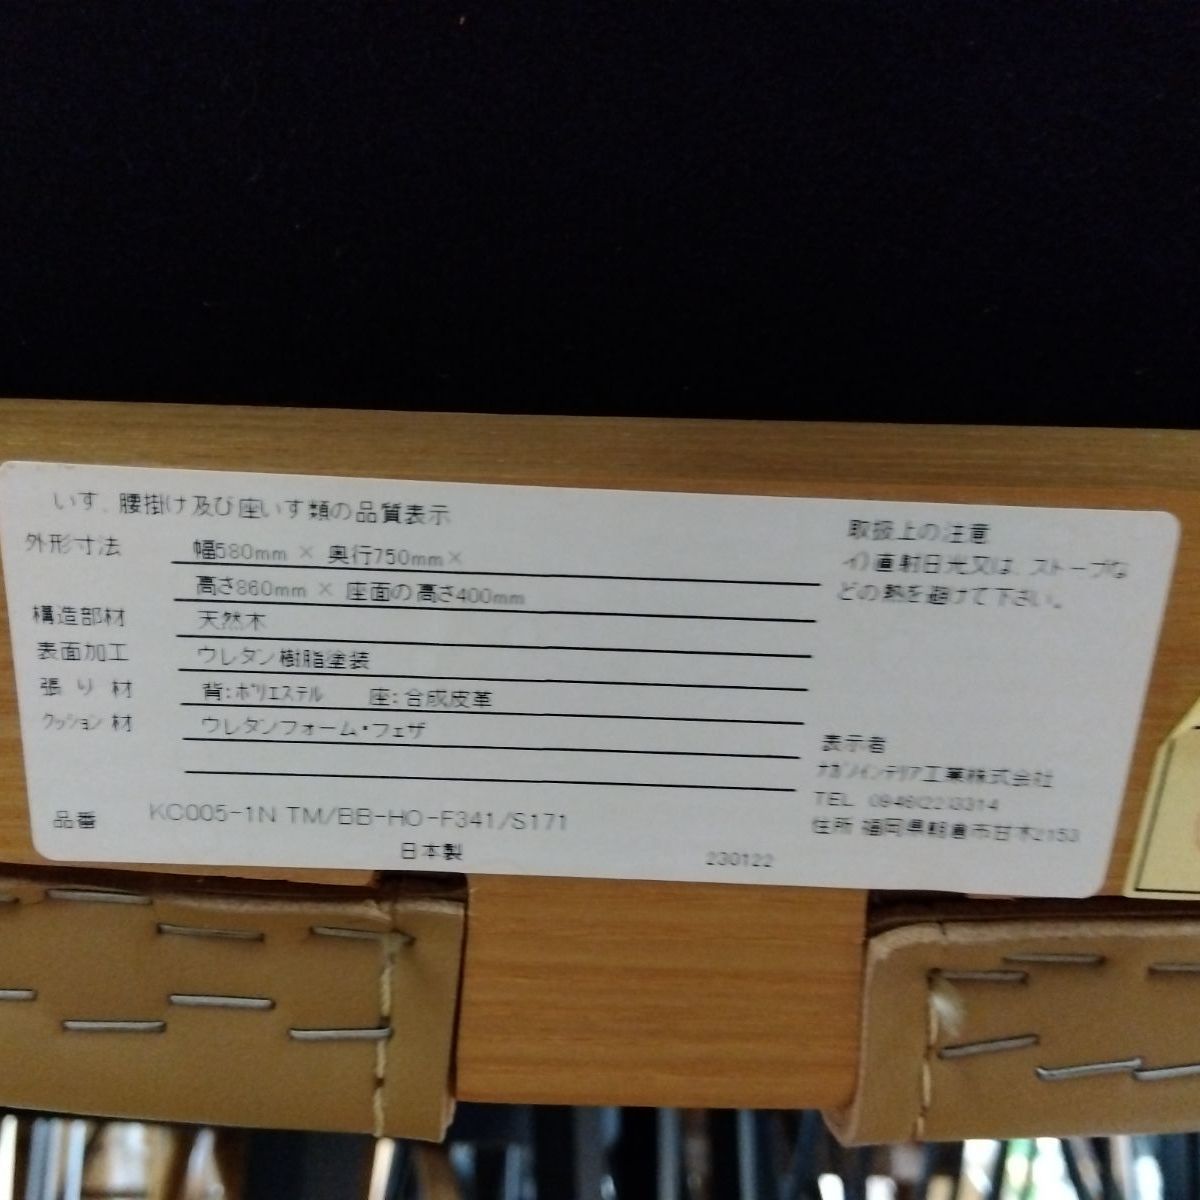 いす、腰掛け及び座いす類の品質表示
外形寸法 幅580mm × 奥行750mm×
高さ860mm × 座面の高さ400mm
構造部材 天然木
表面加工 ウレタン樹脂塗装
張り材 背:ポリエステル 座:合成皮革
クッション材 ウレタンフォーム・フェザ
品番 KC005-1N TM/BB-HO-F341/S171
日本製 230122
取扱上の注意
イ)直射日光又は、ストーブな
どの熱を避けて下さい。
表示者
ナガノインテリア工業株式会社
TEL 0946(22)3314
住所 福岡県朝倉市甘木2153